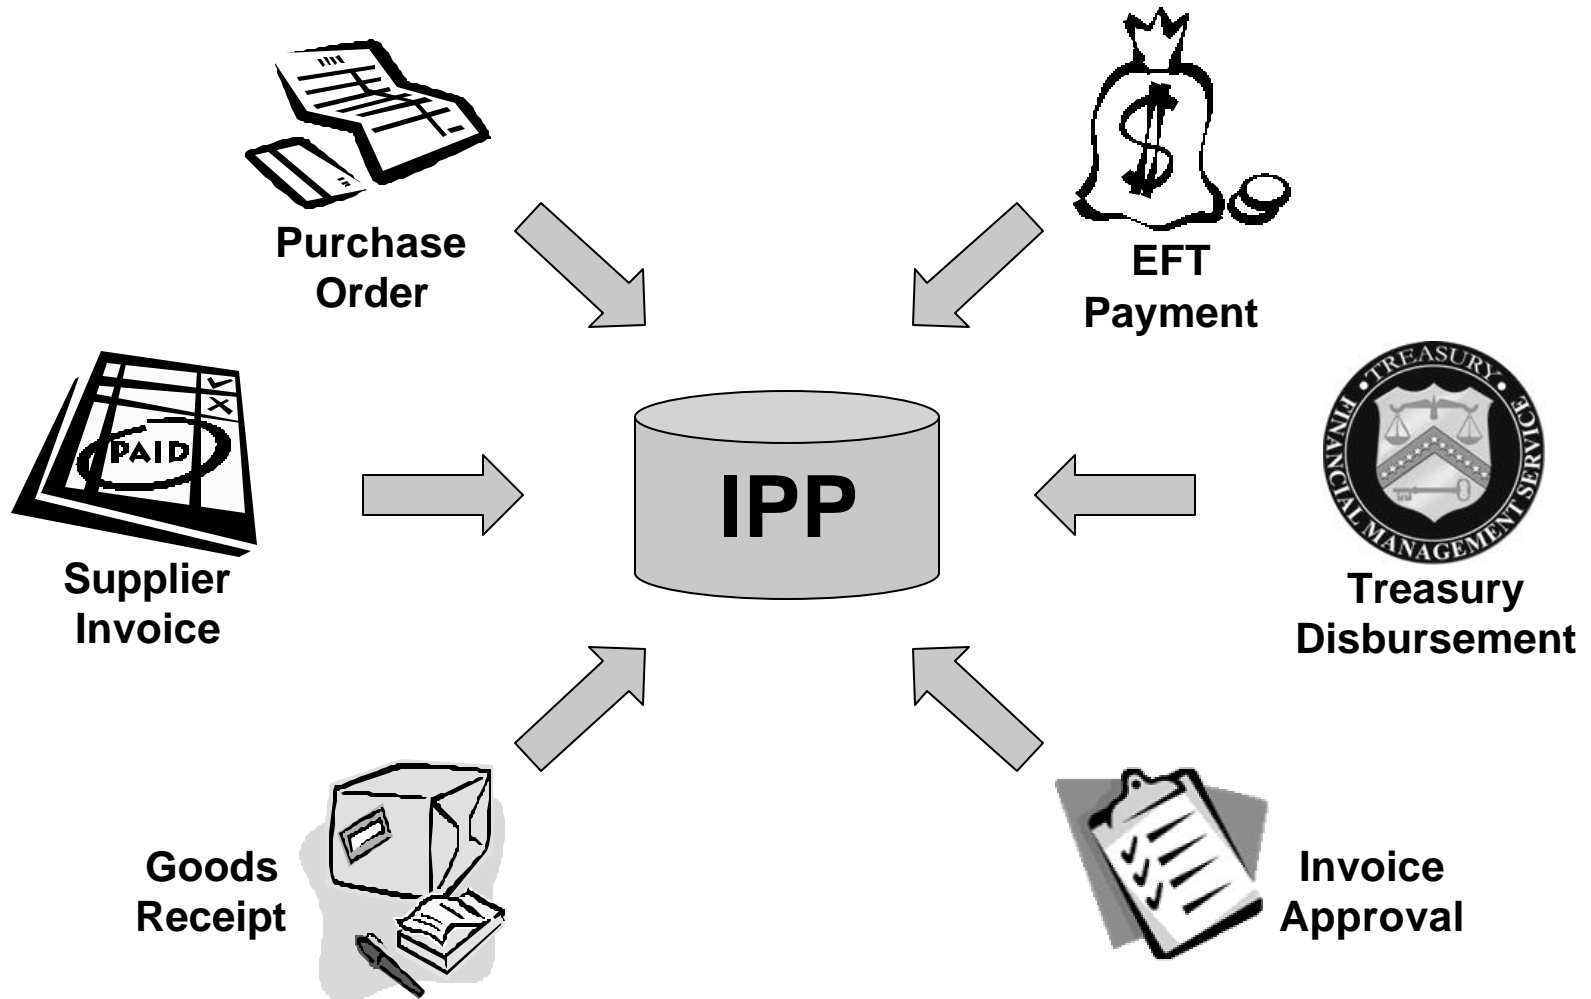 Purchase
Order
EFT
Payment
PAID
Supplier
Invoice
IPP
TREASURY
FINANCIAL MANAGEMENT SERVICE
Treasury
Disbursement
Goods
Receipt
Invoice
Approval